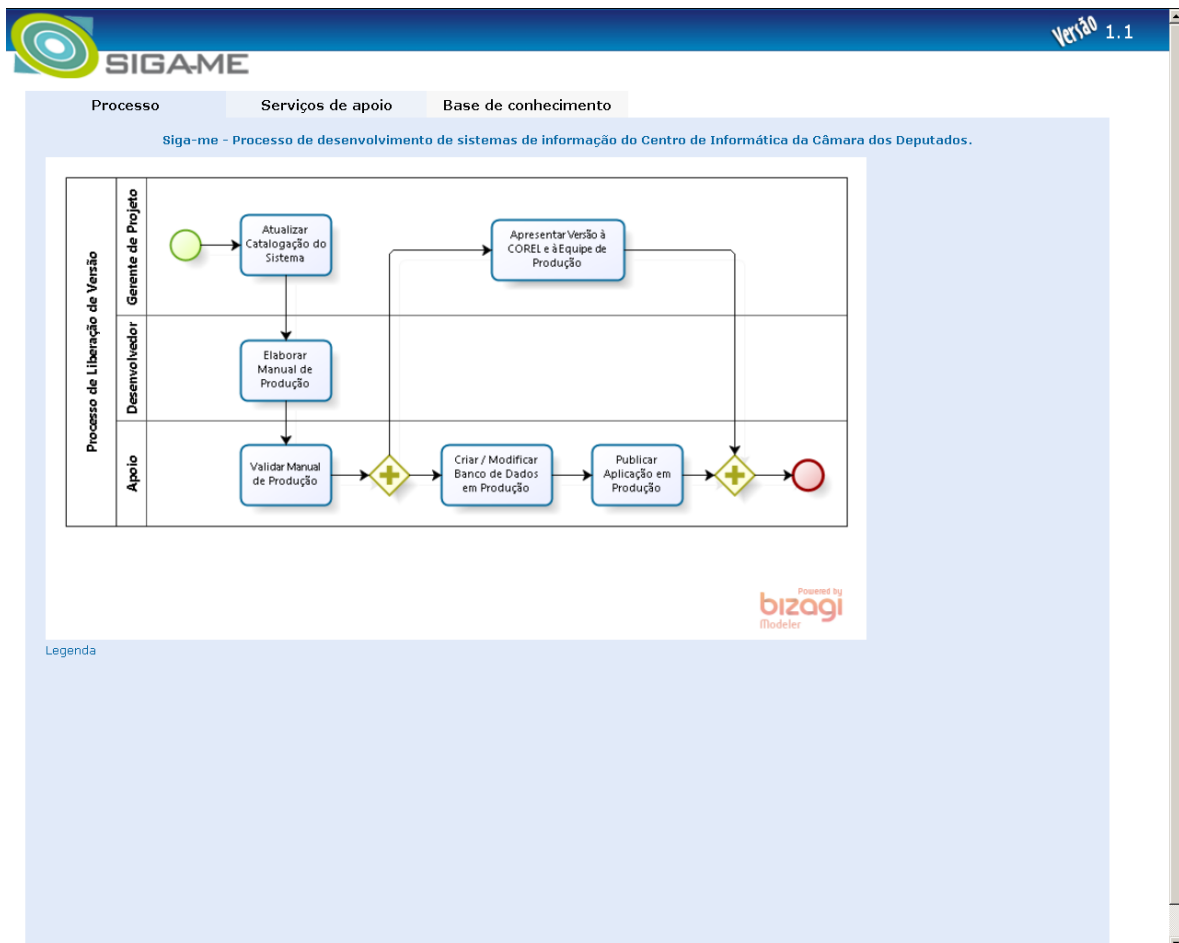 Versão 1.1
SIGA-ME
Processo
Serviços de apoio
Base de conhecimento
Siga-me - Processo de desenvolvimento de sistemas de informação do Centro de Informática da Câmara dos Deputados.
Processo de Liberação de Versão
Gerente de Projeto
Atualizar
Catalogação do
Sistema
Apresentar Versão à
COREL e à Equipe de
Produção
Desenvolvedor
Elaborar
Manual de
Produção
Apoio
Validar Manual
de Produção
Criar / Modificar
Banco de Dados
em Produção
Publicar
Aplicação em
Produção
Powered by
bizagi
Modeler
Legenda